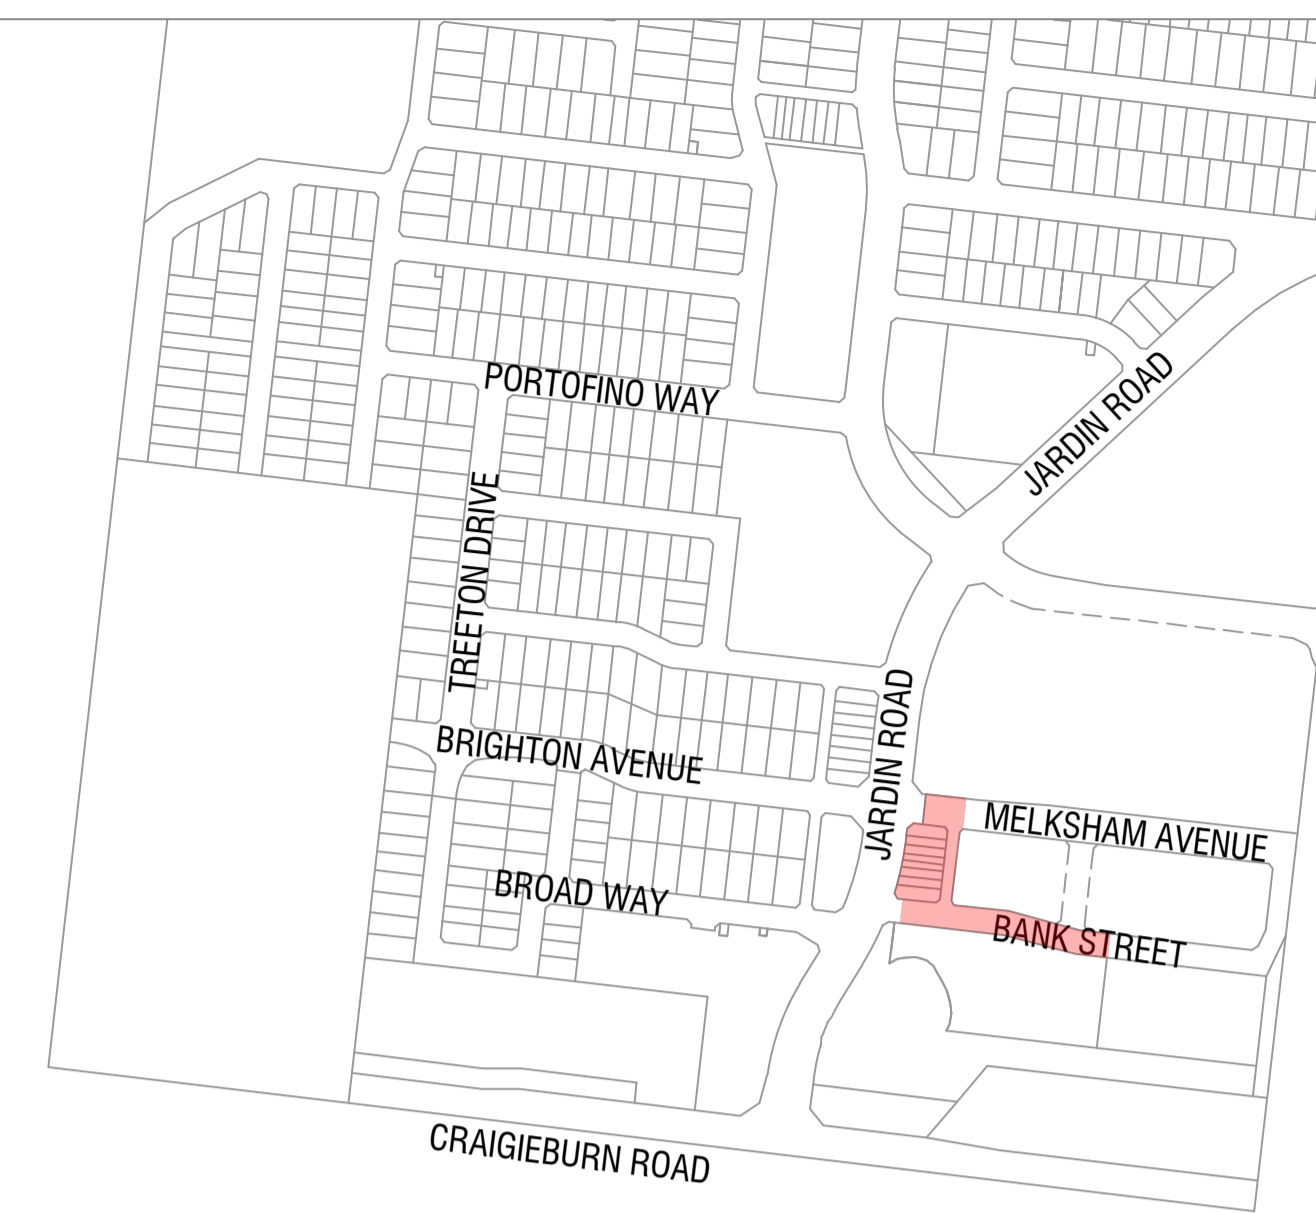 PORTOFINO WAY
JARDIN ROAD
TREETON DRIVE
JARDIN ROAD
BRIGHTON AVENUE
MELKSHAM AVENUE
BROAD WAY
BANK STREET
CRAIGIEBURN ROAD